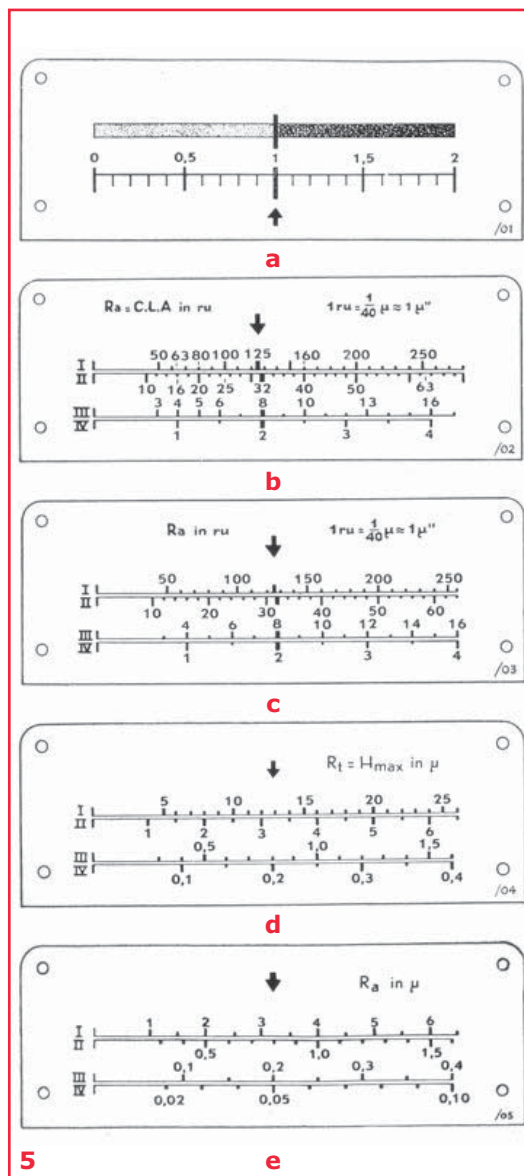 0 0,5 1 1,5 2
/01
a
Ra = C.L.A in ru 1 ru = 1/40 μ ≈ 1 μ"
I 50 63 80 100 125 160 200 250
II 10 16 20 25 32 40 50 63
III 3 4 5 6 8 10 13 16
IV 1 2 3 4
/02
b
Ra in ru 1 ru = 1/40 μ ≈ 1 μ"
I 50 100 150 200 250
II 10 20 30 40 50 60
III 4 6 8 10 12 14 16
IV 1 2 3 4
/03
c
Rt = Hmax in μ
I 5 10 15 20 25
II 1 2 3 4 5 6
III 0,5 1,0 1,5
IV 0,1 0,2 0,3 0,4
/04
d
Ra in μ
I 1 2 3 4 5 6
II 0,5 1,0 1,5
III 0,1 0,2 0,3 0,4
IV 0,02 0,05 0,10
/05
5 e